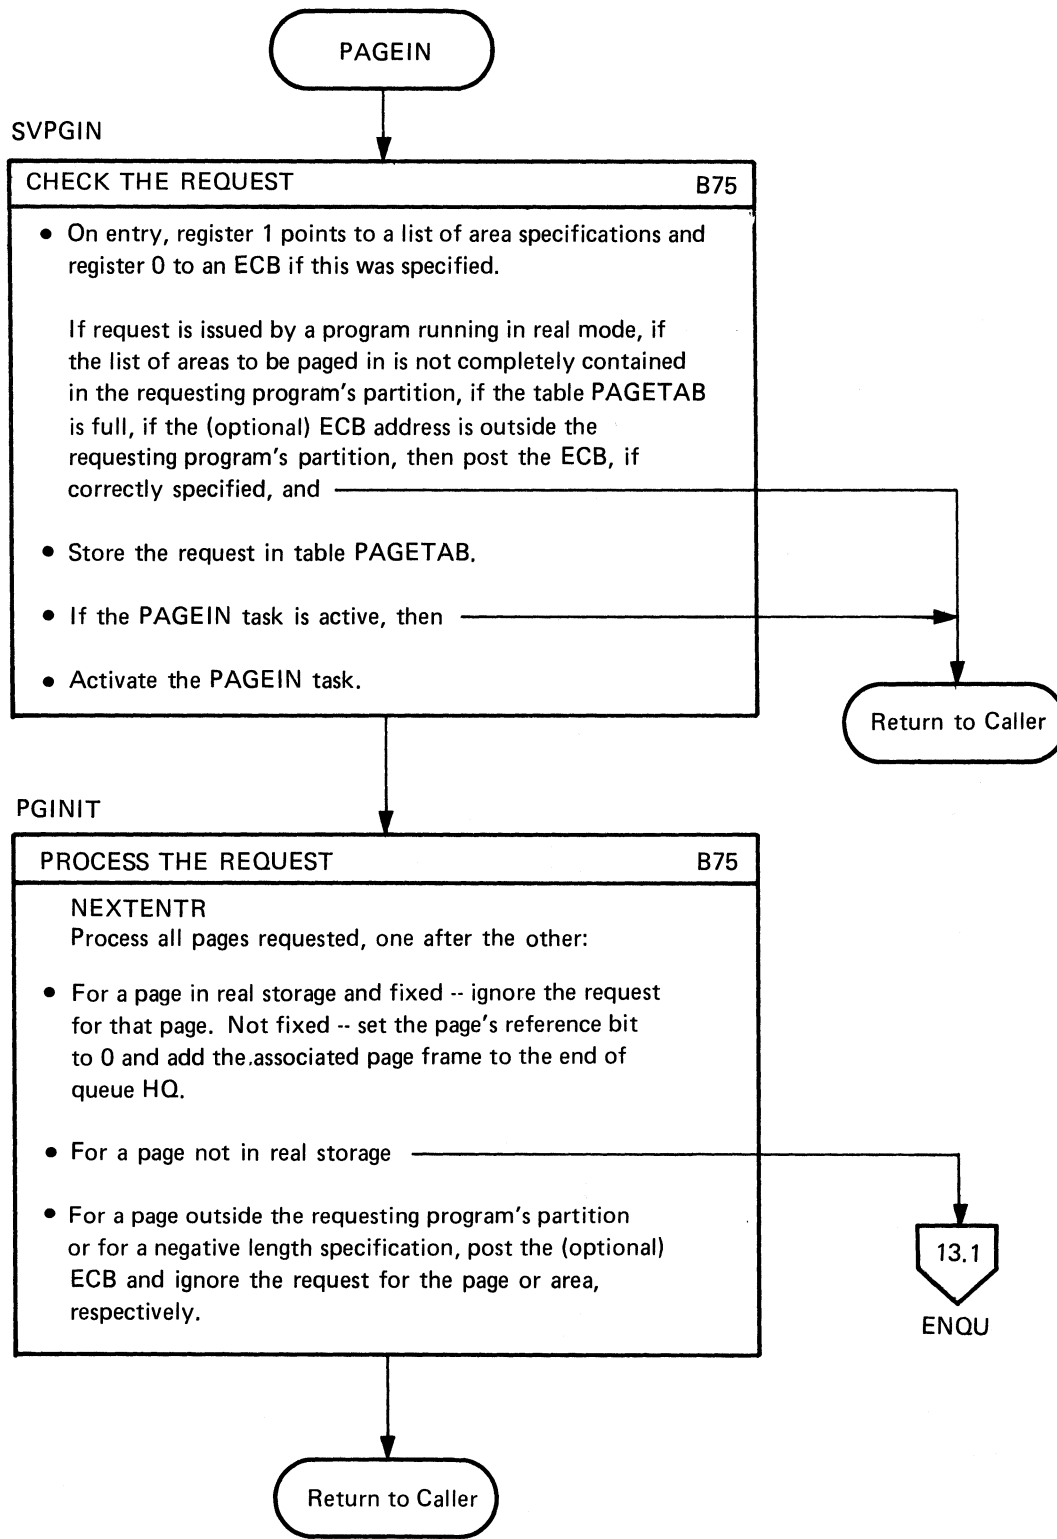 PAGEIN
SVPGIN
CHECK THE REQUEST B75
• On entry, register 1 points to a list of area specifications and
register 0 to an ECB if this was specified.
If request is issued by a program running in real mode, if
the list of areas to be paged in is not completely contained
in the requesting program's partition, if the table PAGETAB
is full, if the (optional) ECB address is outside the
requesting program's partition, then post the ECB, if
correctly specified, and
• Store the request in table PAGETAB.
• If the PAGEIN task is active, then
• Activate the PAGEIN task.
Return to Caller
PGINIT
PROCESS THE REQUEST B75
NEXTENTR
Process all pages requested, one after the other:
• For a page in real storage and fixed -- ignore the request
for that page. Not fixed -- set the page's reference bit
to 0 and add the.associated page frame to the end of
queue HQ.
• For a page not in real storage
• For a page outside the requesting program's partition
or for a negative length specification, post the (optional)
ECB and ignore the request for the page or area,
respectively.
13.1
ENQU
Return to Caller